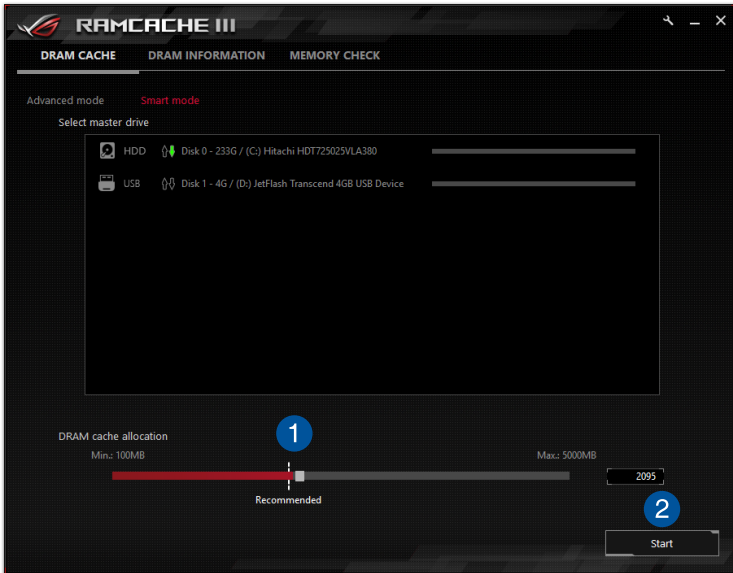 RAMCACHE III
DRAM CACHE DRAM INFORMATION MEMORY CHECK
Advanced mode Smart mode
Select master drive
HDD Disk 0 - 233G / (C:) Hitachi HDT725025VLA380
USB Disk 1 - 4G / (D:) JetFlash Transcend 4GB USB Device
DRAM cache allocation
1
Min.: 100MB Max.: 5000MB
2095
Recommended
2
Start